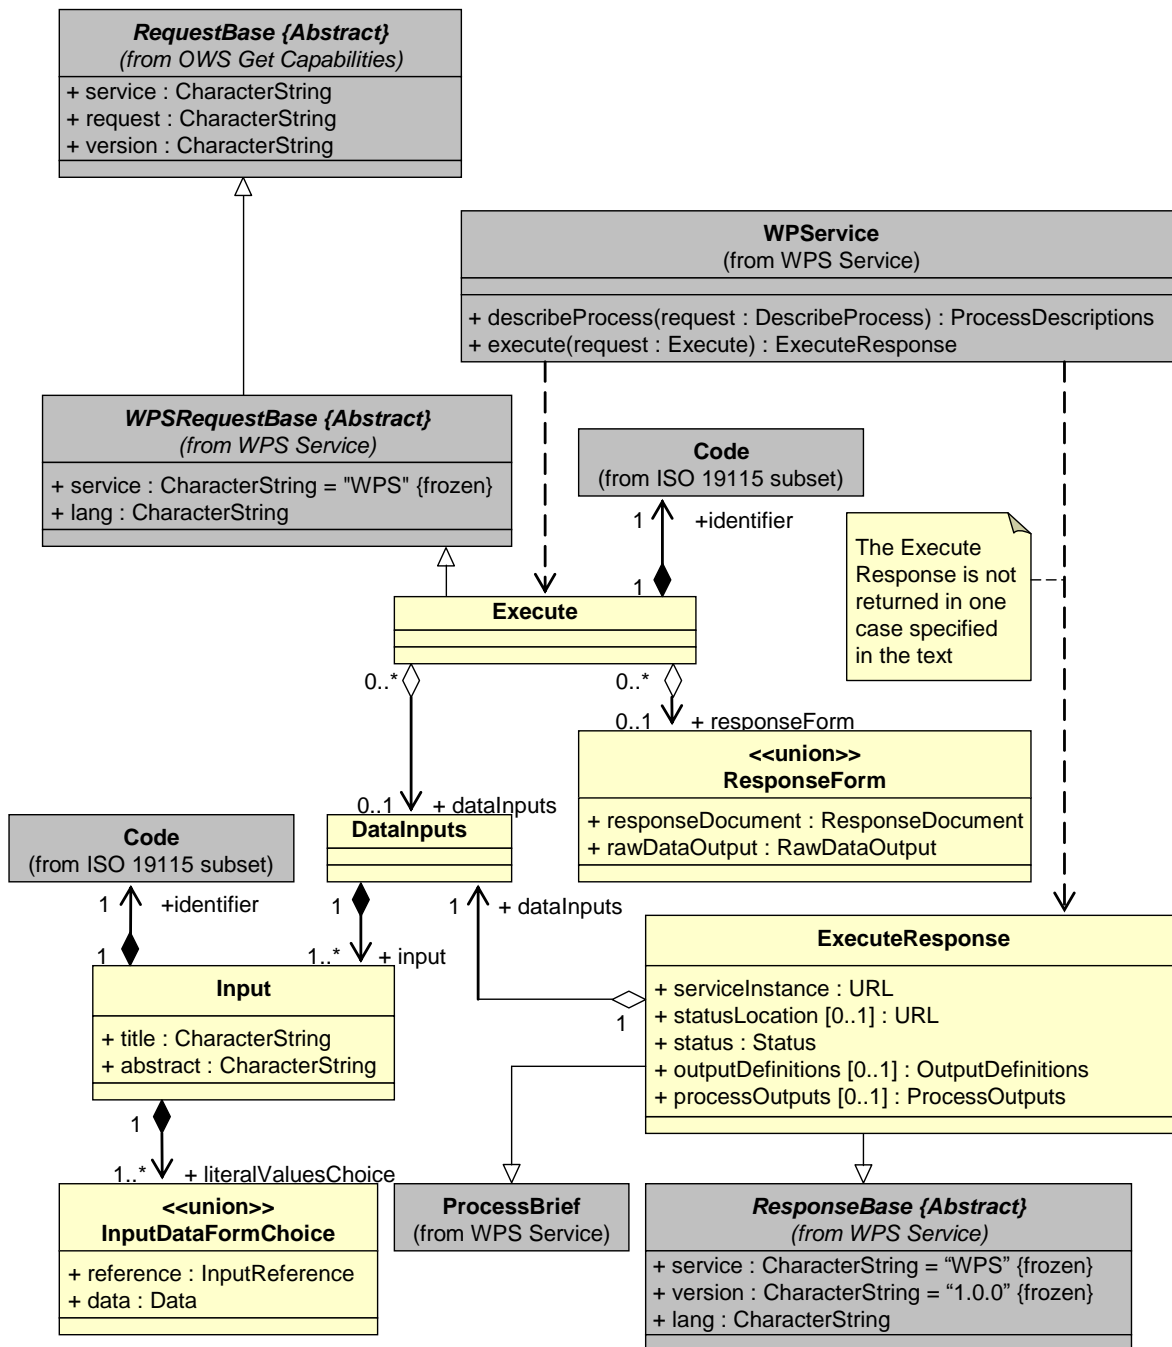 RequestBase {Abstract}
(from OWS Get Capabilities)
+ service : CharacterString
+ request : CharacterString
+ version : CharacterString
WPService
(from WPS Service)
+ describeProcess(request : DescribeProcess) : ProcessDescriptions
+ execute(request : Execute) : ExecuteResponse
WPSRequestBase {Abstract}
(from WPS Service)
+ service : CharacterString = "WPS" {frozen}
+ lang : CharacterString
Code
(from ISO 19115 subset)
1 +identifier
1
The Execute
Response is not
returned in one
case specified
in the text
Execute
0..*
0..*
0..1 + responseForm
<<union>>
ResponseForm
+ responseDocument : ResponseDocument
+ rawDataOutput : RawDataOutput
0..1 + dataInputs
DataInputs
Code
(from ISO 19115 subset)
1 +identifier
1
1
1..* + input
1 + dataInputs
1
Input
+ title : CharacterString
+ abstract : CharacterString
1
1..* + literalValuesChoice
<<union>>
InputDataFormChoice
+ reference : InputReference
+ data : Data
ExecuteResponse
+ serviceInstance : URL
+ statusLocation [0..1] : URL
+ status : Status
+ outputDefinitions [0..1] : OutputDefinitions
+ processOutputs [0..1] : ProcessOutputs
ProcessBrief
(from WPS Service)
ResponseBase {Abstract}
(from WPS Service)
+ service : CharacterString = “WPS” {frozen}
+ version : CharacterString = “1.0.0” {frozen}
+ lang : CharacterString